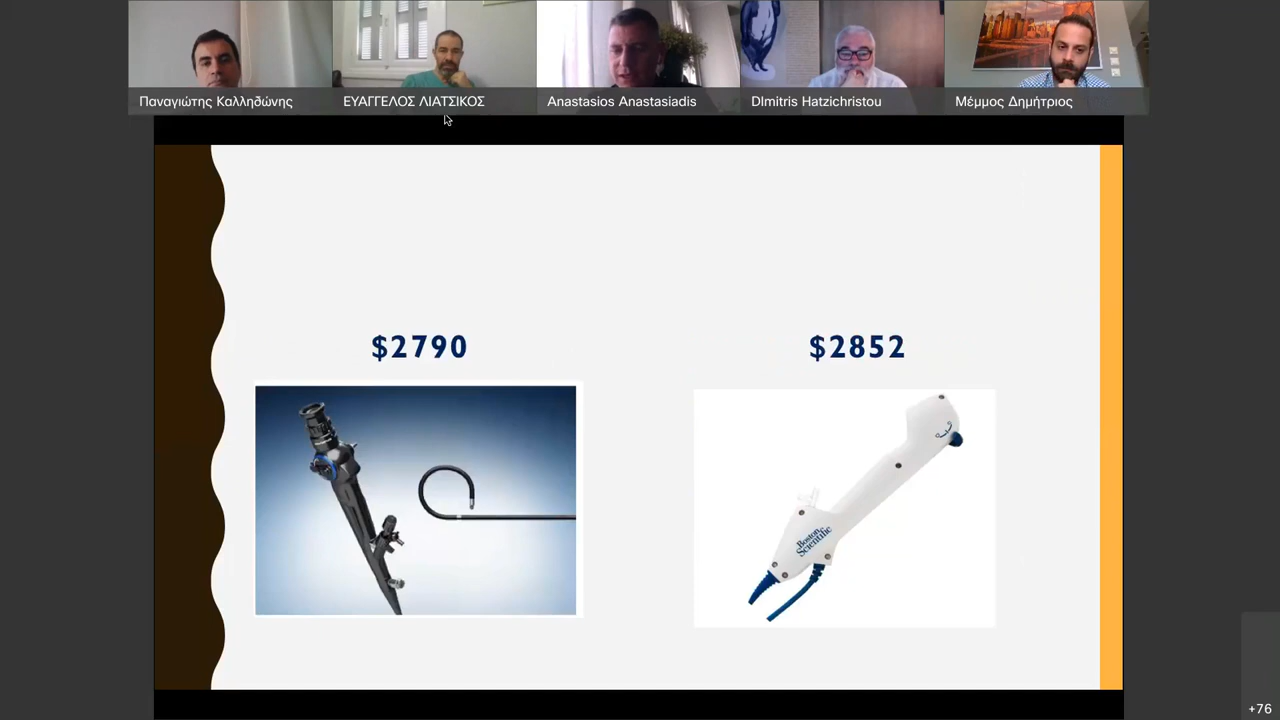 Παναγιώτης Καλληδώνης
ΕΥΑΓΓΕΛΟΣ ΛΙΑΤΣΙΚΟΣ
Anastasios Anastasiadis
DImitris Hatzichristou
Μέμμος Δημήτριος
$2790
$2852
Boston
Scientific
+76